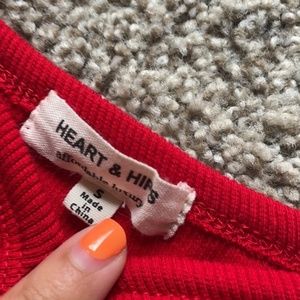 HEART & HIPS
affordable luxury
S
Made
in
China